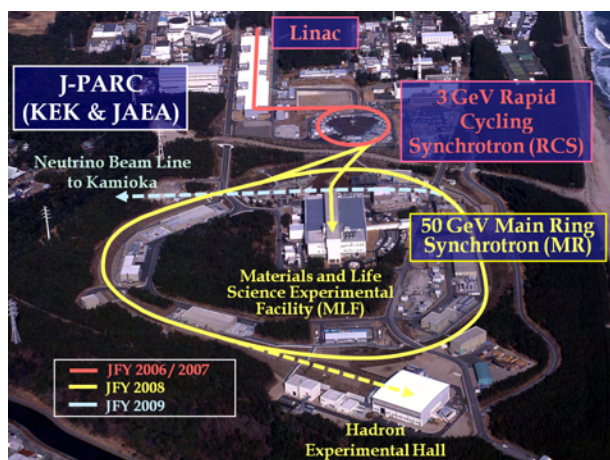 Linac
J-PARC
(KEK & JAEA)
3 GeV Rapid
Cycling
Synchrotron (RCS)
Neutrino Beam Line
to Kamioka
50 GeV Main Ring
Synchrotron (MR)
Materials and Life
Science Experimental
Facility (MLF)
JFY 2006 / 2007
JFY 2008
JFY 2009
Hadron
Experimental Hall